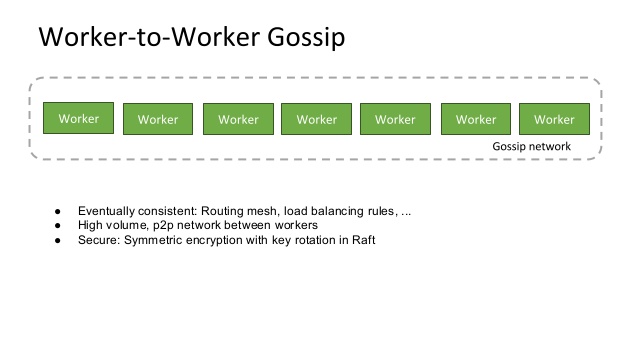 Worker-to-Worker Gossip
Worker Worker Worker Worker Worker Worker Worker
Gossip network
● Eventually consistent: Routing mesh, load balancing rules, ...
● High volume, p2p network between workers
● Secure: Symmetric encryption with key rotation in Raft